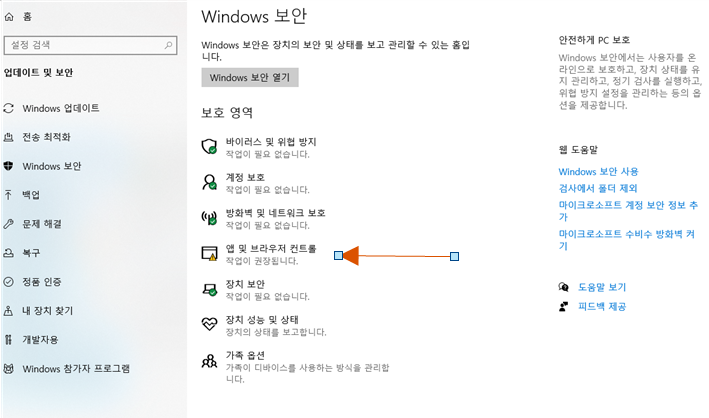 홈
설정 검색
업데이트 및 보안
Windows 업데이트
전송 최적화
Windows 보안
백업
문제 해결
복구
정품 인증
내 장치 찾기
개발자용
Windows 참가자 프로그램
Windows 보안
Windows 보안은 장치의 보안 및 상태를 보고 관리할 수 있는 홈입
니다.
Windows 보안 열기
보호 영역
바이러스 및 위협 방지
작업이 필요 없습니다.
계정 보호
작업이 필요 없습니다.
방화벽 및 네트워크 보호
작업이 필요 없습니다.
앱 및 브라우저 컨트롤
작업이 권장됩니다.
장치 보안
작업이 필요 없습니다.
장치 성능 및 상태
장치의 상태를 보고합니다.
가족 옵션
가족이 디바이스를 사용하는 방식을 관리합
니다.
안전하게 PC 보호
Windows 보안에서는 사용자를 온
라인으로 보호하고, 장치 상태를 유
지 관리하고, 정기 검사를 실행하고,
위협 방지 설정을 관리하는 등의 옵
션을 제공합니다.
웹 도움말
Windows 보안 사용
검사에서 폴더 제외
마이크로소프트 계정 보안 정보 추
가
마이크로소프트 수비수 방화벽 켜
기
도움말 보기
피드백 제공